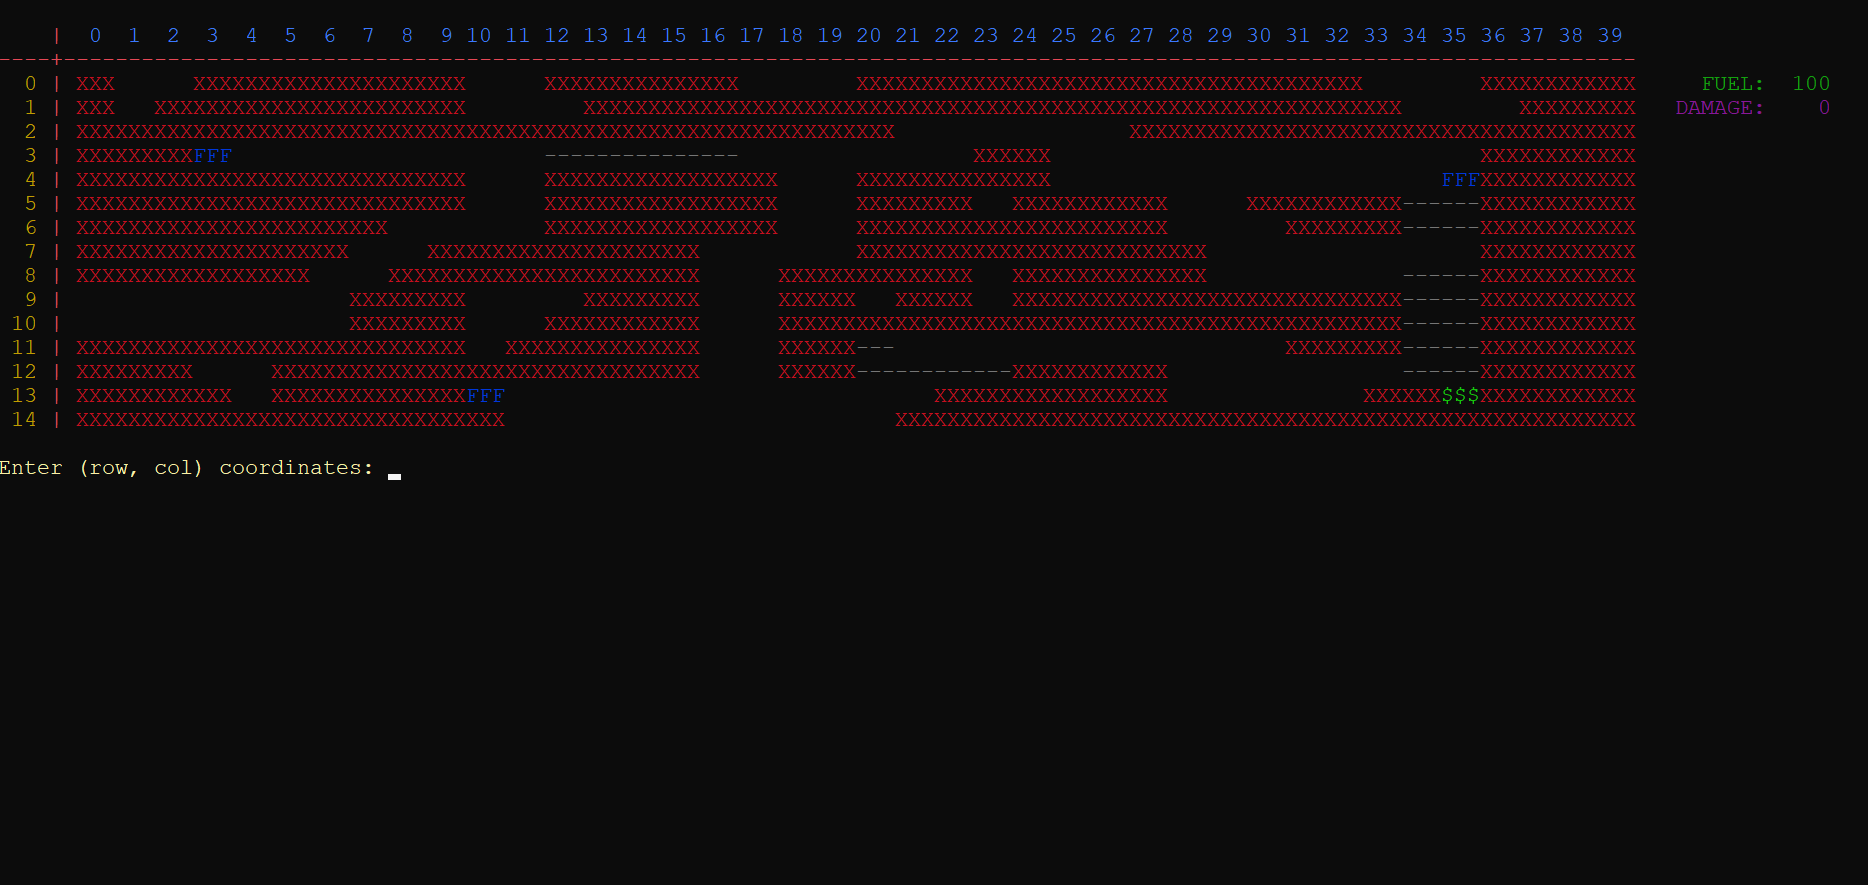 | 0 1 2 3 4 5 6 7 8 9 10 11 12 13 14 15 16 17 18 19 20 21 22 23 24 25 26 27 28 29 30 31 32 33 34 35 36 37 38 39
----+-------------------------------------------------------------------------------------------------------------------------
0 | XXX XXXXXXXXXXXXXXXXXXXXX XXXXXXXXXXXXXXX XXXXXXXXXXXXXXXXXXXXXXXXXXXXXXXXXXXXXXX XXXXXXXXXXXX FUEL: 100
1 | XXX XXXXXXXXXXXXXXXXXXXXXXXX XXXXXXXXXXXXXXXXXXXXXXXXXXXXXXXXXXXXXXXXXXXXXXXXXXXXXXXXXXXXXXX XXXXXXXXX DAMAGE: 0
2 | XXXXXXXXXXXXXXXXXXXXXXXXXXXXXXXXXXXXXXXXXXXXXXXXXXXXXXXXXXXXXXX XXXXXXXXXXXXXXXXXXXXXXXXXXXXXXXXXXXXXXX
3 | XXXXXXXXXFFF --------------- XXXXXX XXXXXXXXXXXX
4 | XXXXXXXXXXXXXXXXXXXXXXXXXXXXXX XXXXXXXXXXXXXXXXXX XXXXXXXXXXXXXXX FFFXXXXXXXXXXXX
5 | XXXXXXXXXXXXXXXXXXXXXXXXXXXXXX XXXXXXXXXXXXXXXXXX XXXXXXXXX XXXXXXXXXXXX XXXXXXXXXXXX------XXXXXXXXXXXX
6 | XXXXXXXXXXXXXXXXXXXXXXXX XXXXXXXXXXXXXXXXXX XXXXXXXXXXXXXXXXXXXXXXXX XXXXXXXXX------XXXXXXXXXXXX
7 | XXXXXXXXXXXXXXXXXXXXX XXXXXXXXXXXXXXXXXXXXX XXXXXXXXXXXXXXXXXXXXXXXXXXX XXXXXXXXXXXX
8 | XXXXXXXXXXXXXXXXXX XXXXXXXXXXXXXXXXXXXXXXXX XXXXXXXXXXXXXXX XXXXXXXXXXXXXXX ------XXXXXXXXXXXX
9 | XXXXXXXXX XXXXXXXXX XXXXXX XXXXXX XXXXXXXXXXXXXXXXXXXXXXXXXXXXXX------XXXXXXXXXXXX
10 | XXXXXXXXX XXXXXXXXXXXX XXXXXXXXXXXXXXXXXXXXXXXXXXXXXXXXXXXXXXXXXXXXXXXX------XXXXXXXXXXXX
11 | XXXXXXXXXXXXXXXXXXXXXXXXXXXXXX XXXXXXXXXXXXXXX XXXXXX--- XXXXXXXXX------XXXXXXXXXXXX
12 | XXXXXXXXX XXXXXXXXXXXXXXXXXXXXXXXXXXXXXXXXX XXXXXX------------XXXXXXXXXXXX ------XXXXXXXXXXXX
13 | XXXXXXXXXXXX XXXXXXXXXXXXXXXFFF XXXXXXXXXXXXXXXXXX XXXXXX$$$XXXXXXXXXXXX
14 | XXXXXXXXXXXXXXXXXXXXXXXXXXXXXXXXX XXXXXXXXXXXXXXXXXXXXXXXXXXXXXXXXXXXXXXXXXXXXXXXXXXXXXXXXX
Enter (row, col) coordinates: